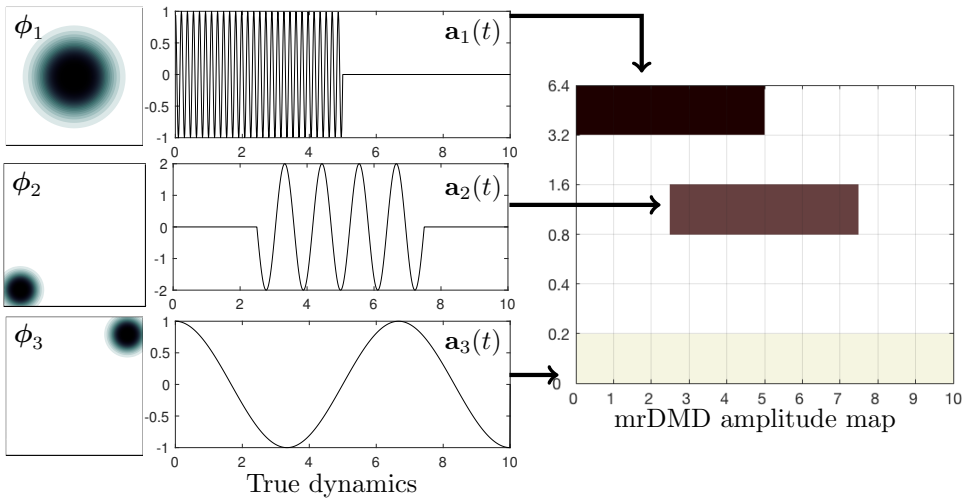 ϕ1
1
0.5
0
-0.5
-1
a1(t)
0 2 4 6 8 10
ϕ2
2
1
0
-1
-2
a2(t)
0 2 4 6 8 10
ϕ3
1
0.5
0
-0.5
-1
a3(t)
0 2 4 6 8 10
True dynamics
6.4
3.2
1.6
0.8
0.4
0.2
0
0 1 2 3 4 5 6 7 8 9 10
mrDMD amplitude map